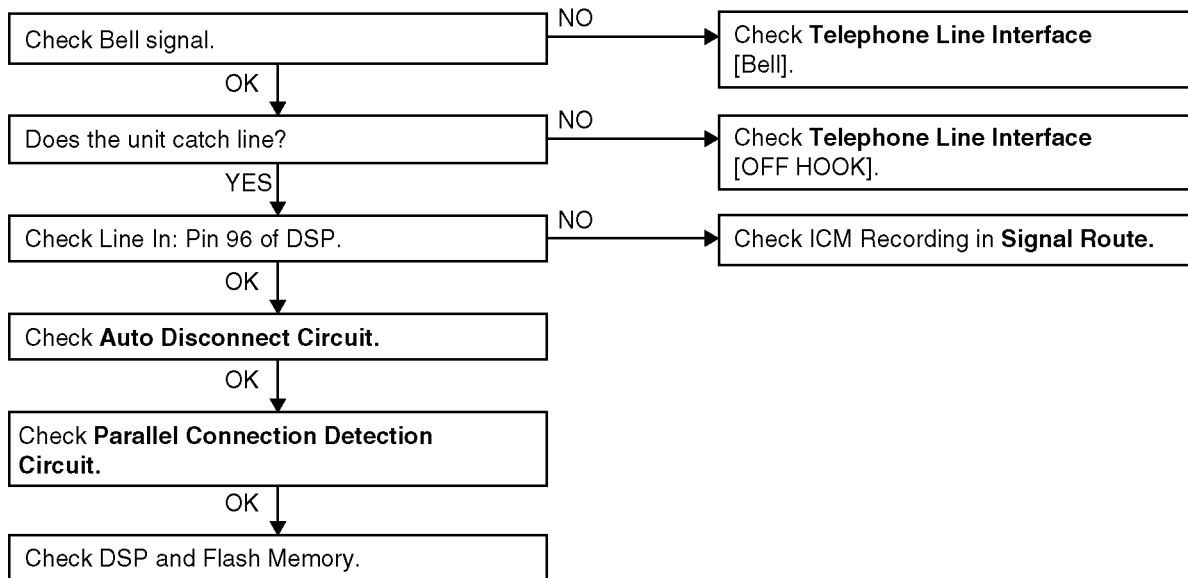 Check Bell signal.
NO
Check Telephone Line Interface
[Bell].
OK
Does the unit catch line?
NO
Check Telephone Line Interface
[OFF HOOK].
YES
Check Line In: Pin 96 of DSP.
NO
Check ICM Recording in Signal Route.
OK
Check Auto Disconnect Circuit.
OK
Check Parallel Connection Detection
Circuit.
OK
Check DSP and Flash Memory.